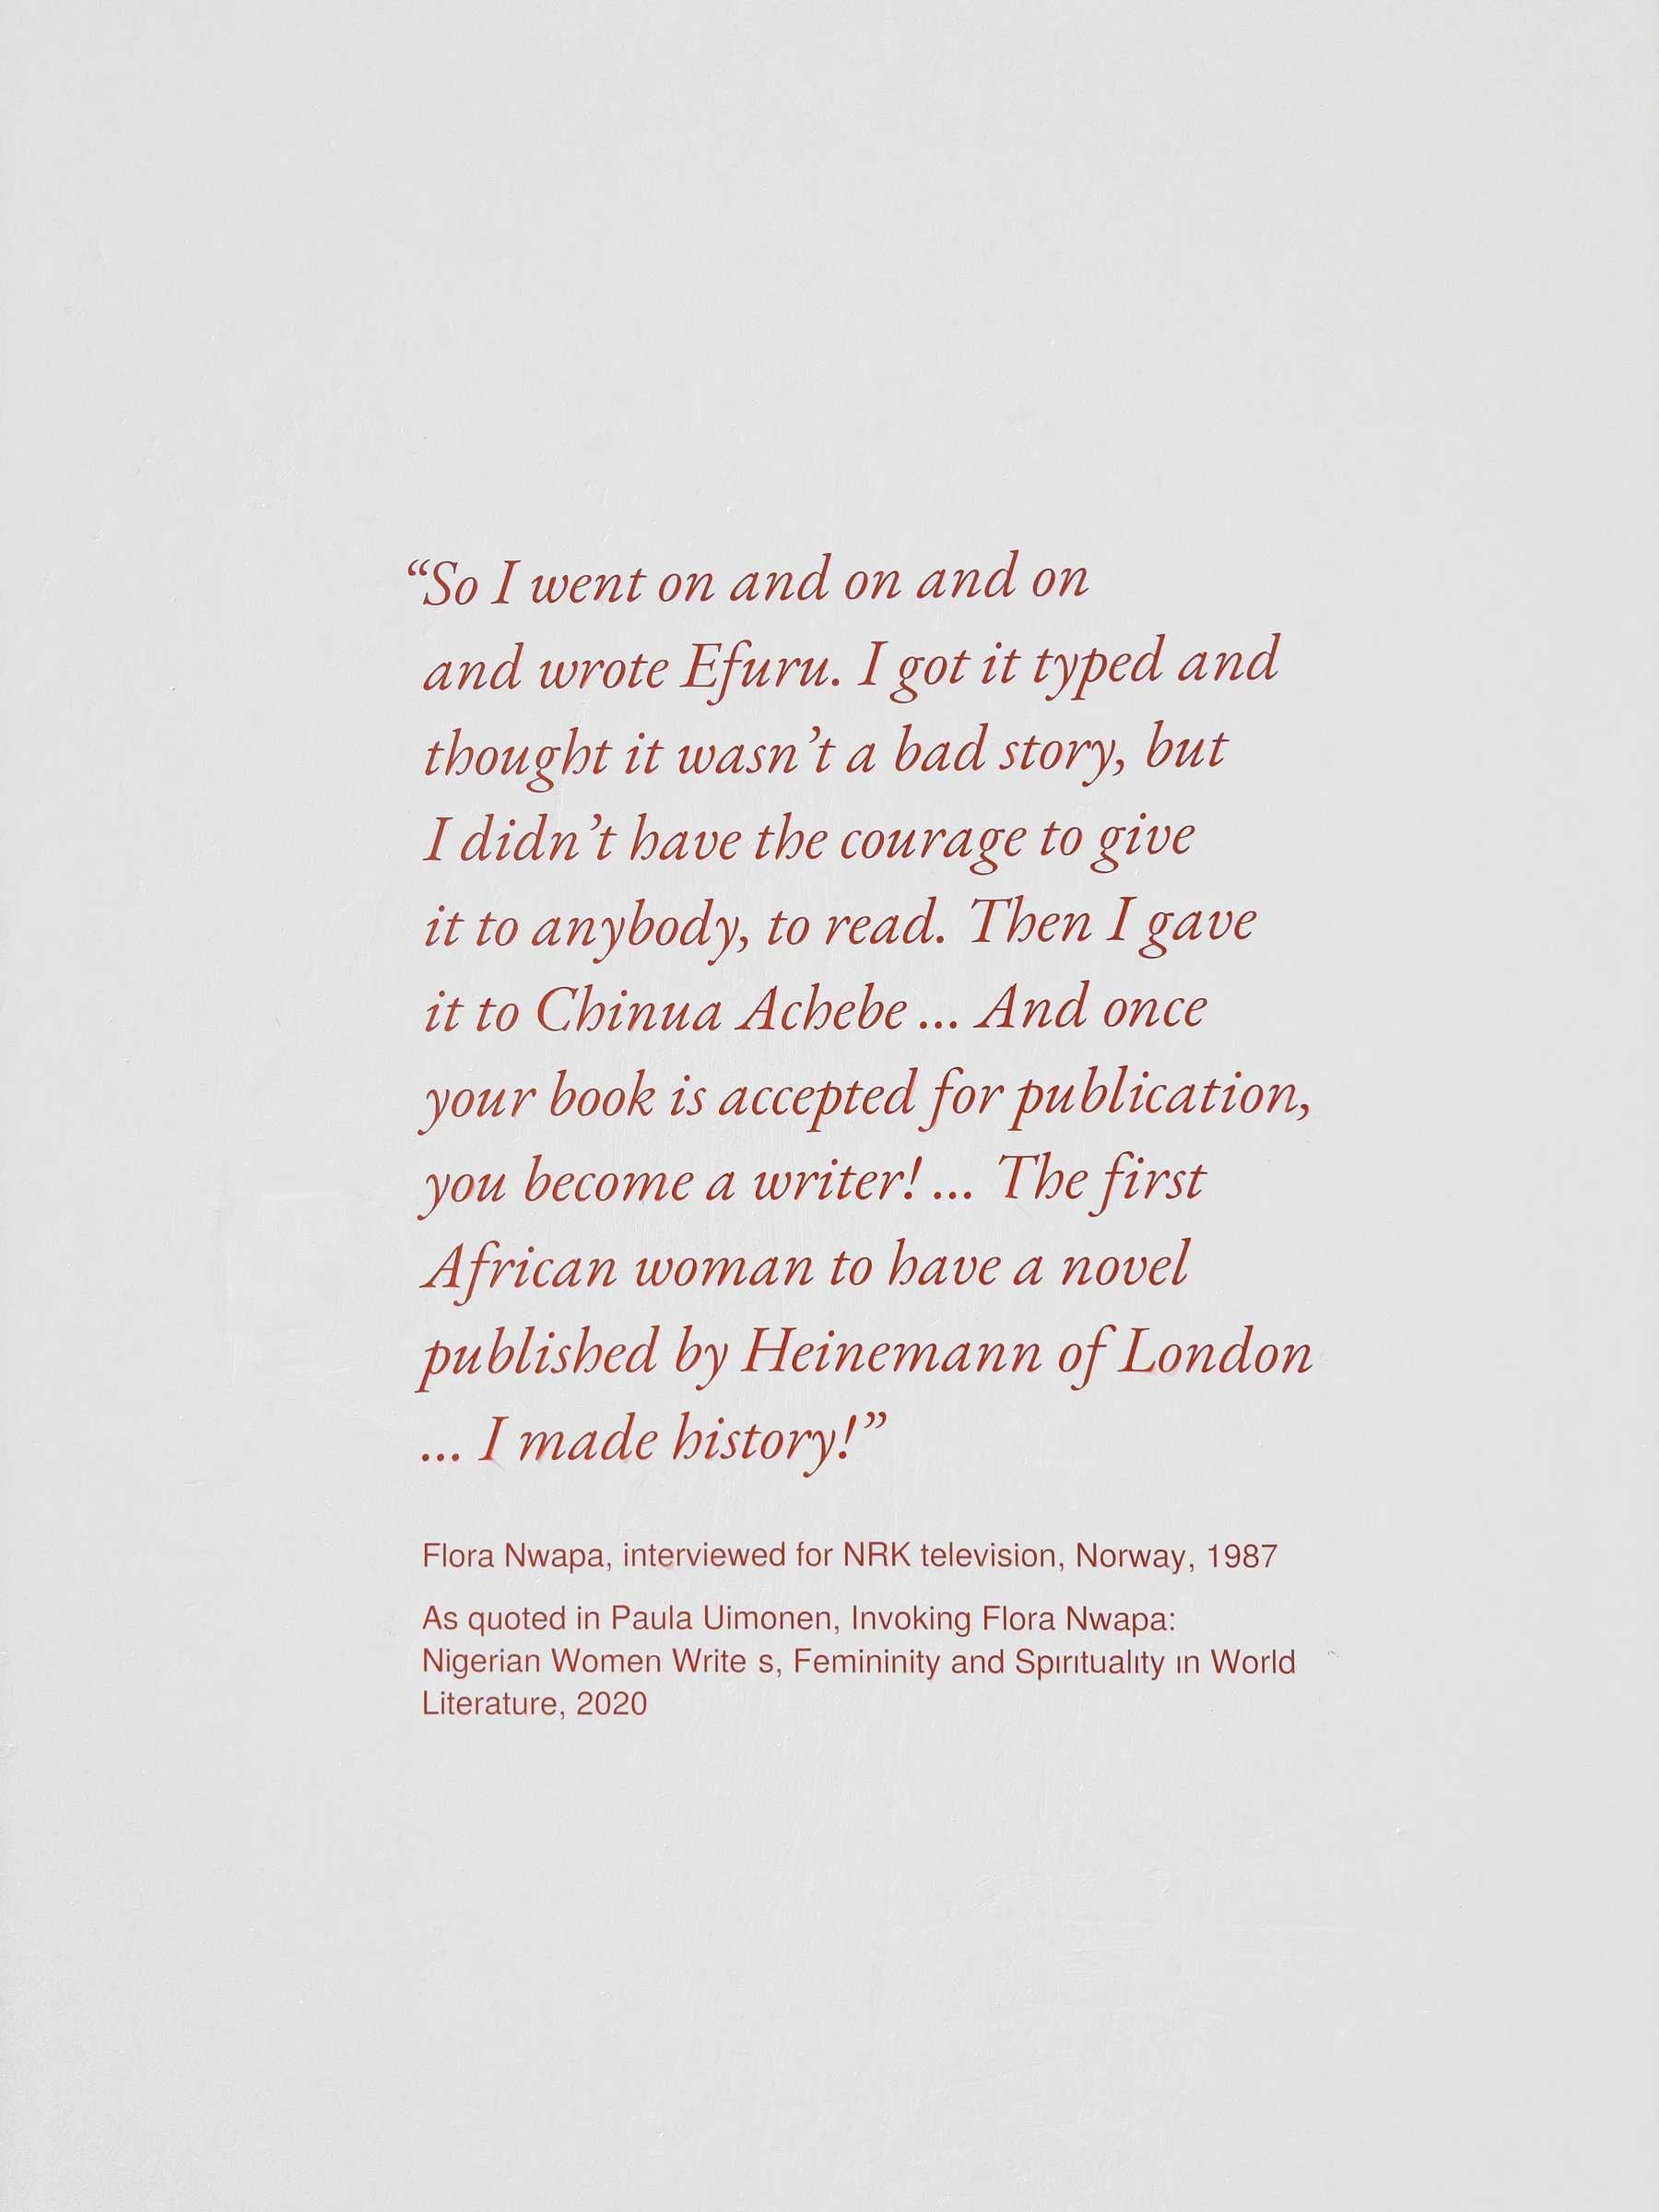 “So I went on and on and on
and wrote Efuru. I got it typed and
thought it wasn’t a bad story, but
I didn’t have the courage to give
it to anybody, to read. Then I gave
it to Chinua Achebe ... And once
your book is accepted for publication,
you become a writer! ... The first
African woman to have a novel
published by Heinemann of London
... I made history!”
Flora Nwapa, interviewed for NRK television, Norway, 1987
As quoted in Paula Uimonen, Invoking Flora Nwapa:
Nigerian Women Write s, Femininity and Spırıtualıty ın World
Literature, 2020